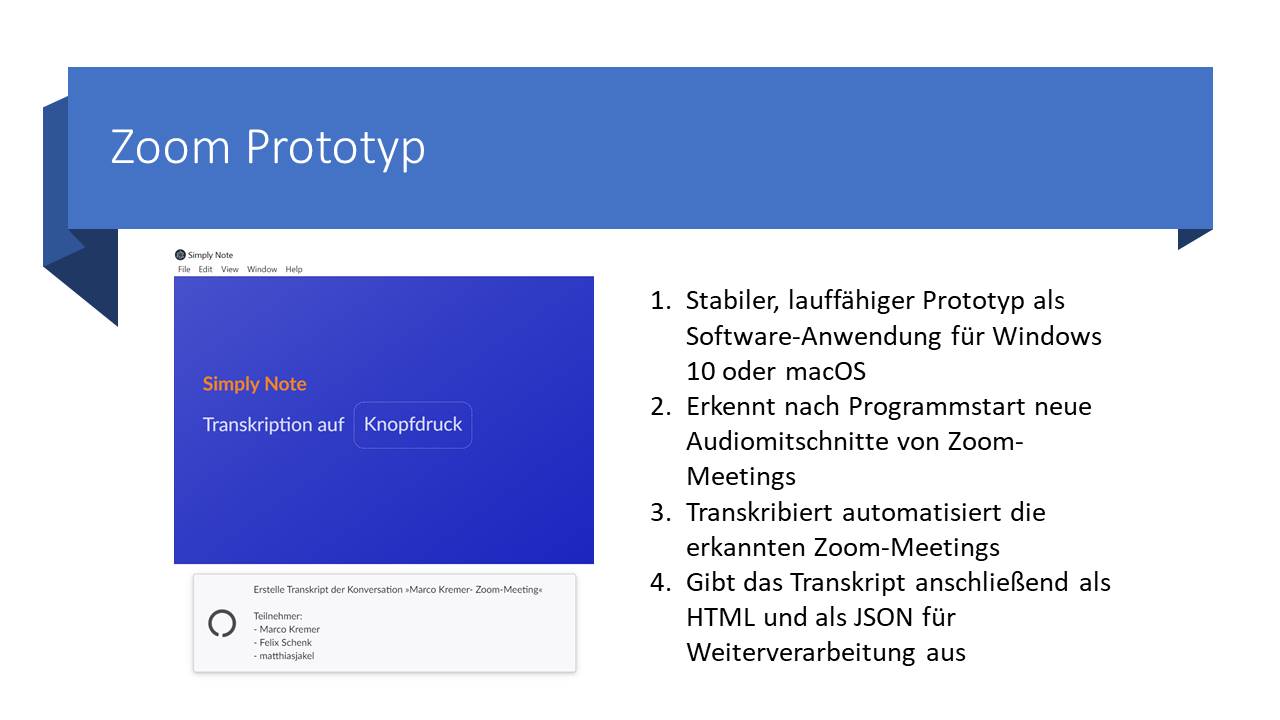 Zoom Prototyp
Simply Note
File Edit View Window Help
Simply Note
Transkription auf Knopfdruck
Erstelle Transkript der Konversation »Marco Kremer- Zoom-Meeting«
Teilnehmer:
- Marco Kremer
- Felix Schenk
- matthiasjakel
1. Stabiler, lauffähiger Prototyp als
Software-Anwendung für Windows
10 oder macOS
2. Erkennt nach Programmstart neue
Audiomitschnitte von Zoom-
Meetings
3. Transkribiert automatisiert die
erkannten Zoom-Meetings
4. Gibt das Transkript anschließend als
HTML und als JSON für
Weiterverarbeitung aus